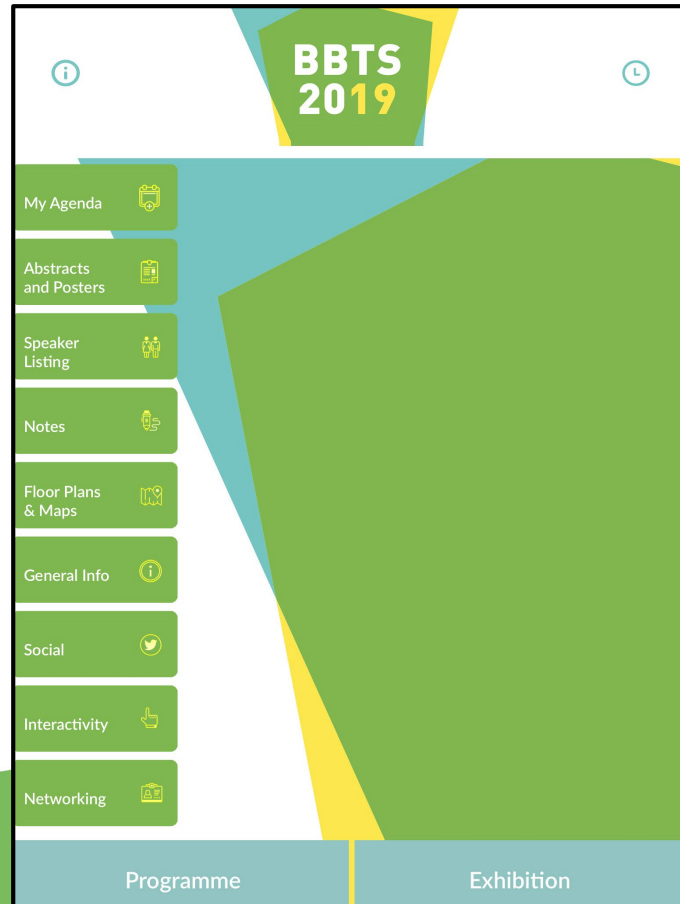 BBTS
2019
My Agenda
Abstracts
and Posters
Speaker
Listing
Notes
Floor Plans
& Maps
General Info
Social
Interactivity
Networking
Programme
Exhibition